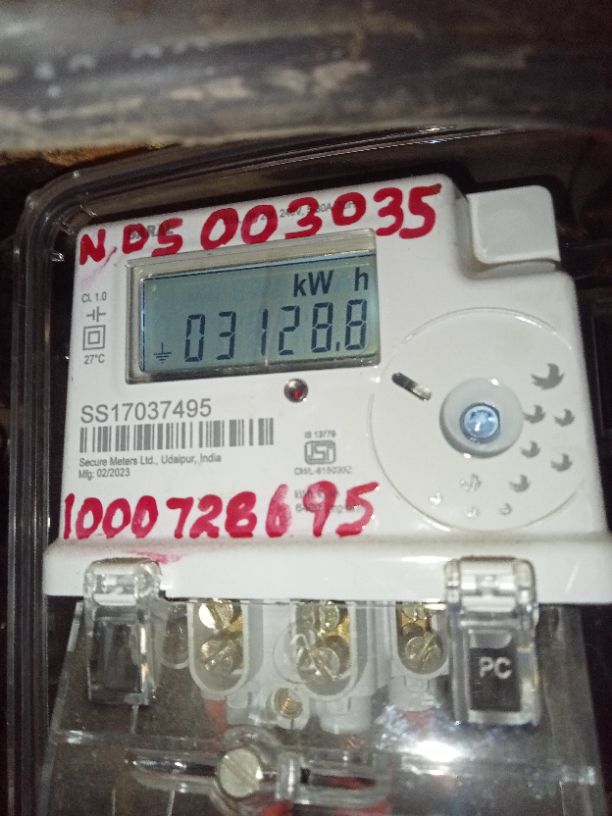 N.DS 003035
kW h
03128.8
CL 1.0
27°C
SS17037495
Secure Meters Ltd., Udaipur, India
Mfg: 02/2023
IS 13779
1000728695
PC